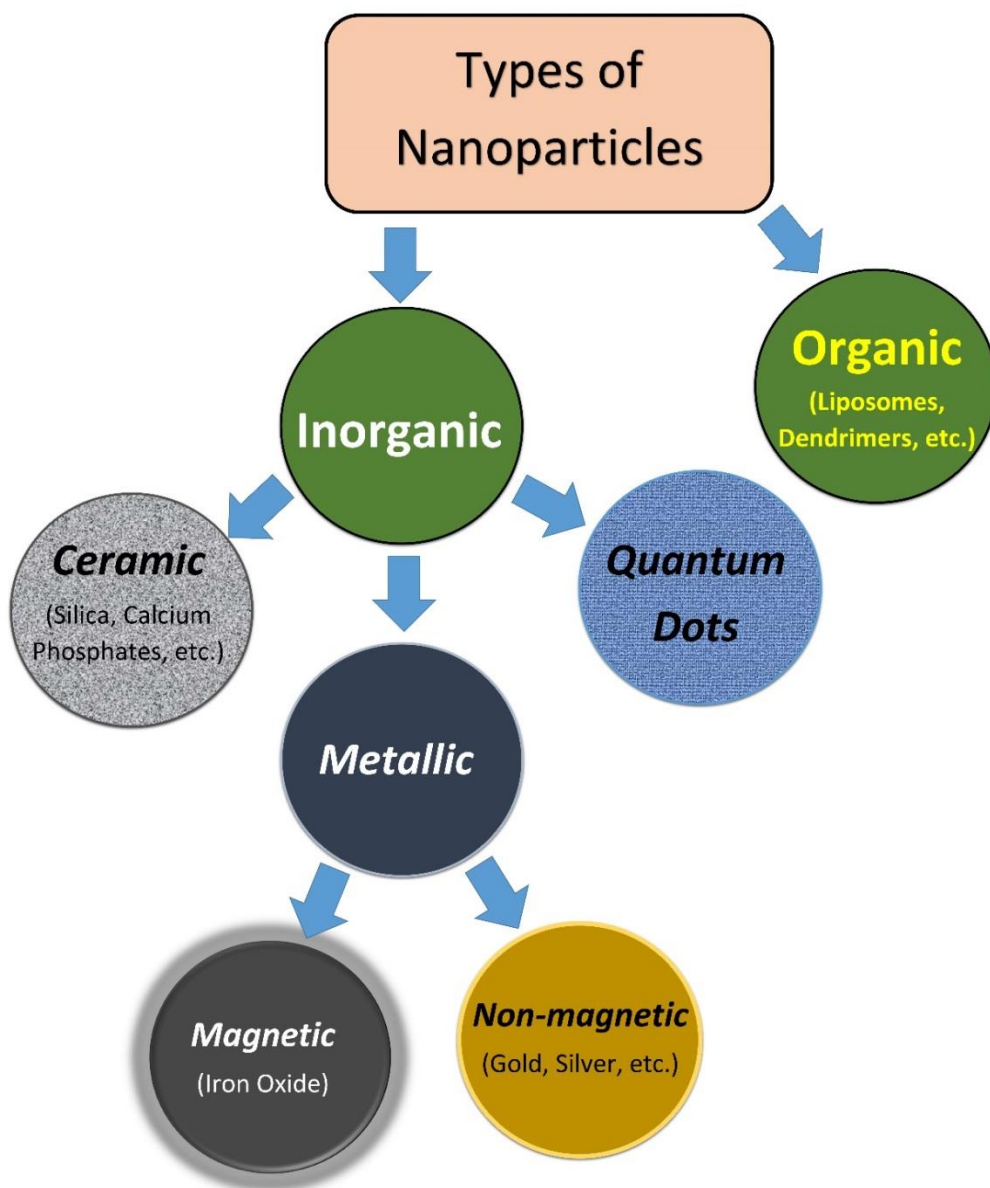 Types of
Nanoparticles
Organic
(Liposomes,
Dendrimers, etc.)
Inorganic
Ceramic
(Silica, Calcium
Phosphates, etc.)
Quantum
Dots
Metallic
Magnetic
(Iron Oxide)
Non-magnetic
(Gold, Silver, etc.)